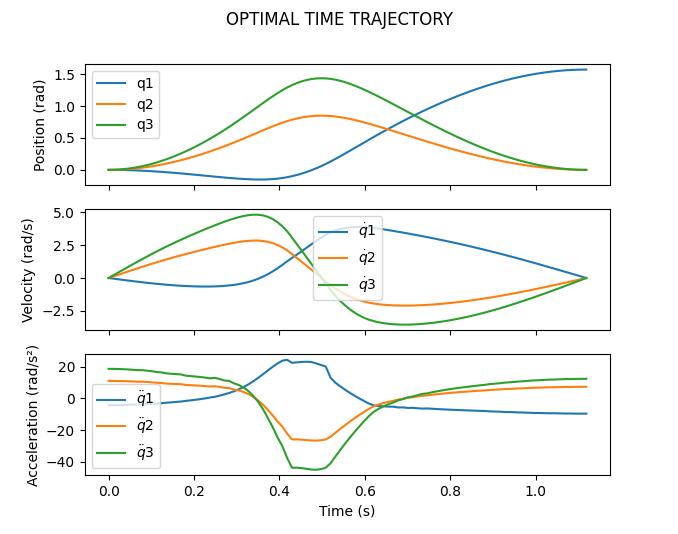 OPTIMAL TIME TRAJECTORY
Position (rad)
1.5
1.0
0.5
0.0
q1
q2
q3
Velocity (rad/s)
5.0
2.5
0.0
−2.5
q̇1
q̇2
q̇3
Acceleration (rad/s²)
20
0
−20
−40
q̈1
q̈2
q̈3
0.0 0.2 0.4 0.6 0.8 1.0
Time (s)